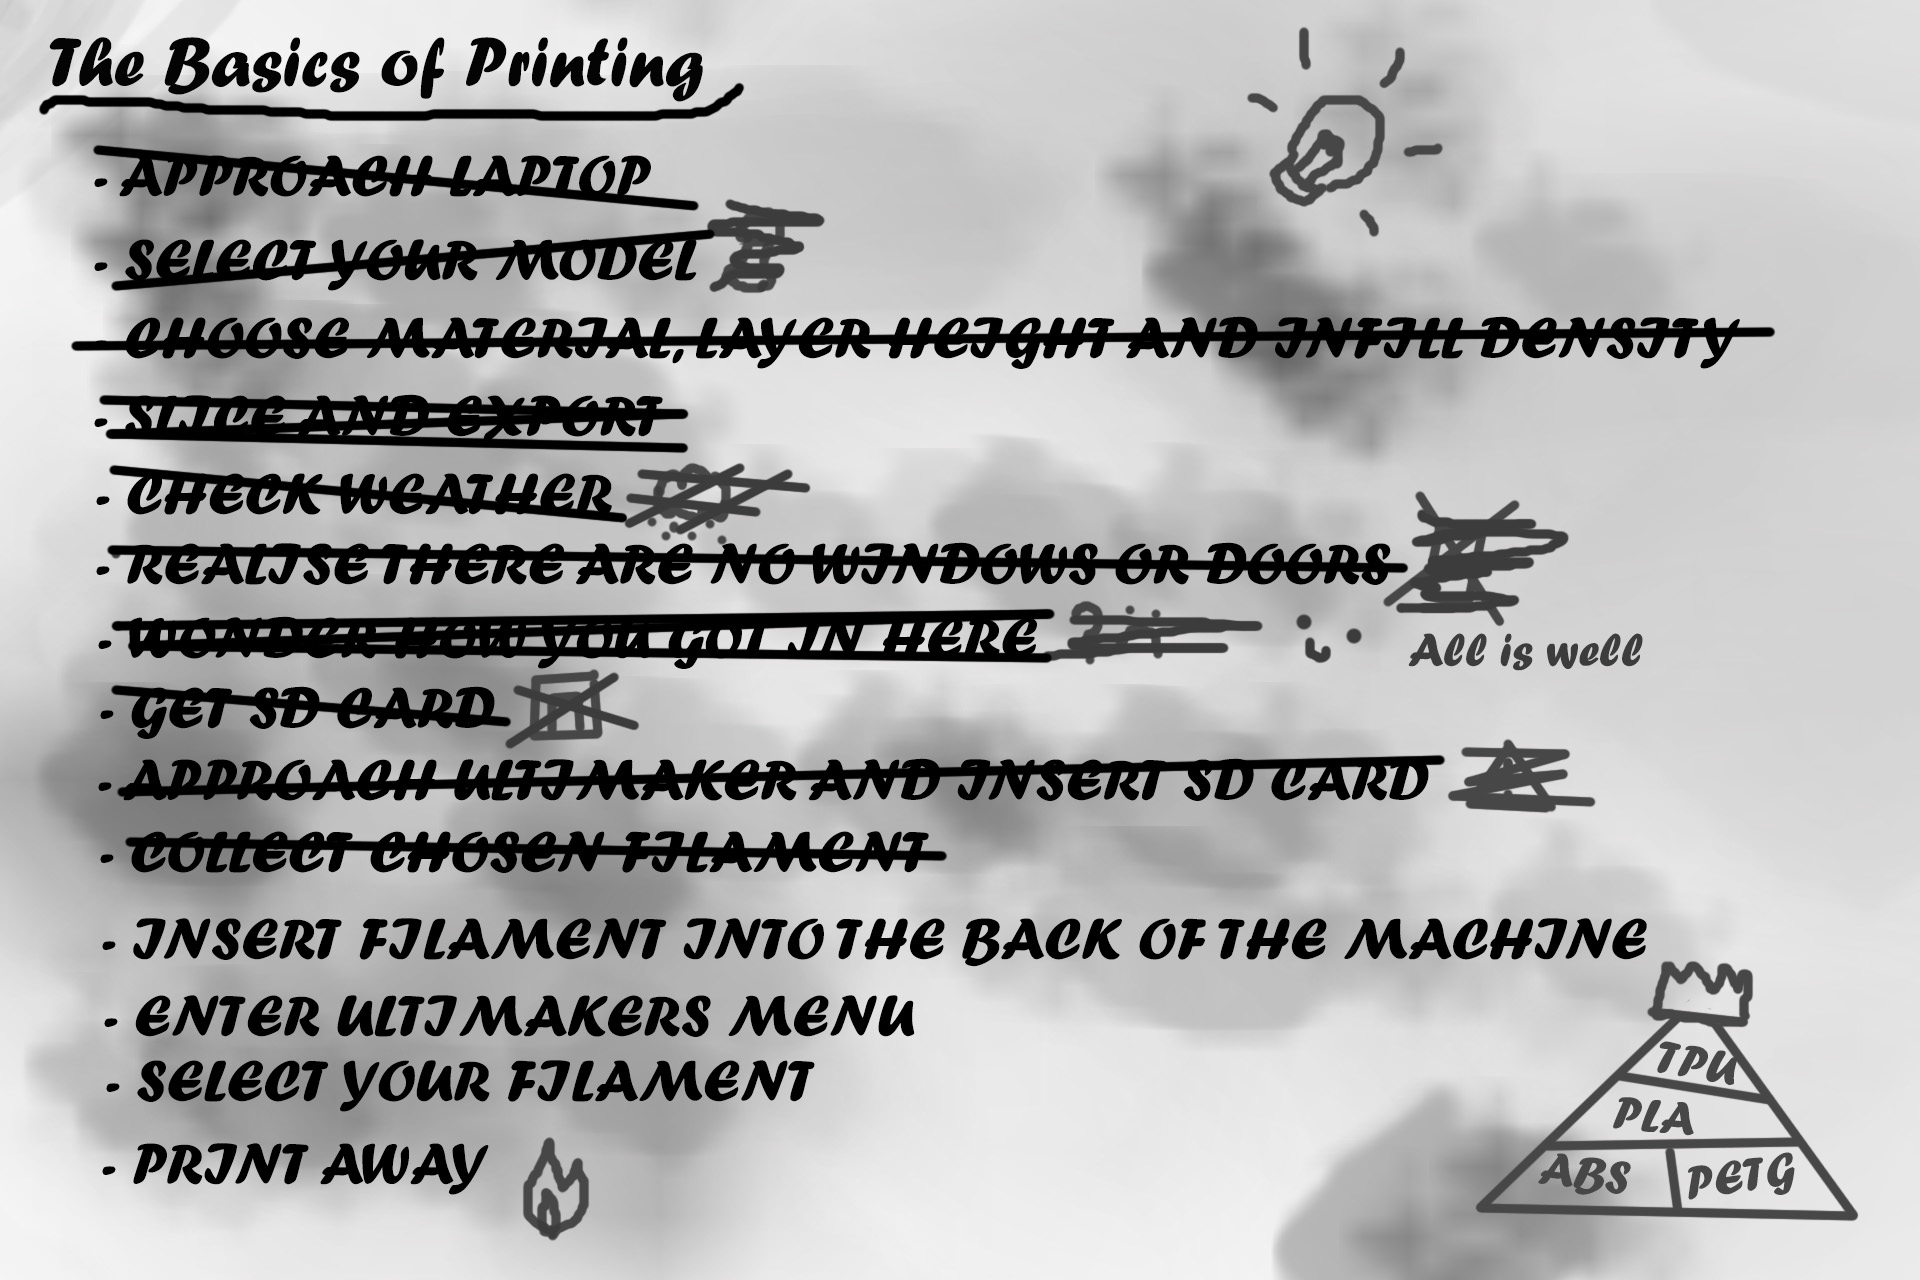 The Basics of Printing
- APPROACH LAPTOP
- SELECT YOUR MODEL
- CHOOSE MATERIAL, LAYER HEIGHT AND INFILL DENSITY
- SLICE AND EXPORT
- CHECK WEATHER
- REALISE THERE ARE NO WINDOWS OR DOORS
- WONDER HOW YOU GOT IN HERE
All is well
- GET SD CARD
- APPROACH ULTIMAKER AND INSERT SD CARD
- COLLECT CHOSEN FILAMENT
- INSERT FILAMENT INTO THE BACK OF THE MACHINE
- ENTER ULTIMAKERS MENU
- SELECT YOUR FILAMENT
- PRINT AWAY
TPU
PLA
ABS PETG